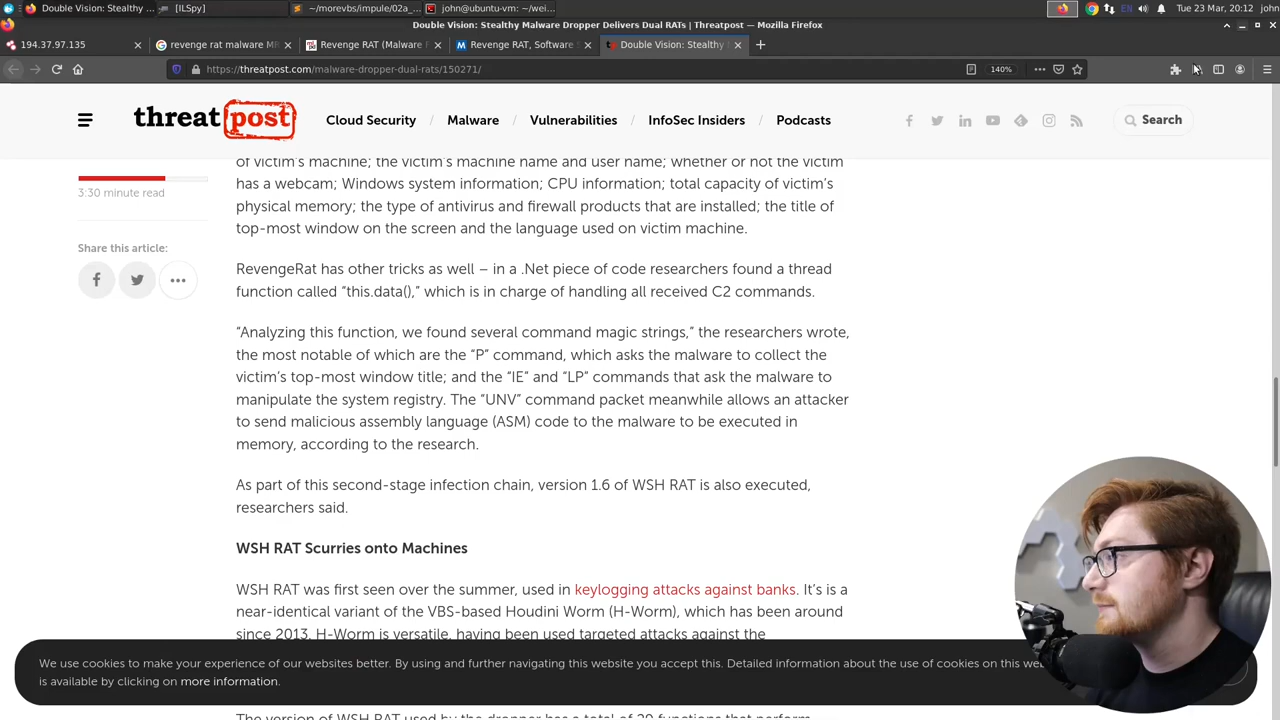 Double Vision: Stealthy ...
[ILSpy]
~/morevbs/impule/02a_...
john@ubuntu-vm: ~/wei...
EN
Tue 23 Mar, 20:12
john
Double Vision: Stealthy Malware Dropper Delivers Dual RATs | Threatpost — Mozilla Firefox
194.37.97.135
revenge rat malware MI
Revenge RAT (Malware F
Revenge RAT, Software
Double Vision: Stealthy
https://threatpost.com/malware-dropper-dual-rats/150271/
140%
threatpost
Cloud Security / Malware / Vulnerabilities / InfoSec Insiders / Podcasts
Search
of victim's machine; the victim's machine name and user name; whether or not the victim
3:30 minute read
has a webcam; Windows system information; CPU information; total capacity of victim's
physical memory; the type of antivirus and firewall products that are installed; the title of
top-most window on the screen and the language used on victim machine.
Share this article:
RevengeRat has other tricks as well – in a .Net piece of code researchers found a thread
function called “this.data(),” which is in charge of handling all received C2 commands.
“Analyzing this function, we found several command magic strings,” the researchers wrote,
the most notable of which are the “P” command, which asks the malware to collect the
victim’s top-most window title; and the “IE” and “LP” commands that ask the malware to
manipulate the system registry. The “UNV” command packet meanwhile allows an attacker
to send malicious assembly language (ASM) code to the malware to be executed in
memory, according to the research.
As part of this second-stage infection chain, version 1.6 of WSH RAT is also executed,
researchers said.
WSH RAT Scurries onto Machines
WSH RAT was first seen over the summer, used in keylogging attacks against banks. It’s is a
near-identical variant of the VBS-based Houdini Worm (H-Worm), which has been around
since 2013. H-Worm is versatile, having been used targeted attacks against the
We use cookies to make your experience of our websites better. By using and further navigating this website you accept this. Detailed information about the use of cookies on this web
is available by clicking on more information.
The version of WSH RAT used by the dropper has a total of 29 functions that perform